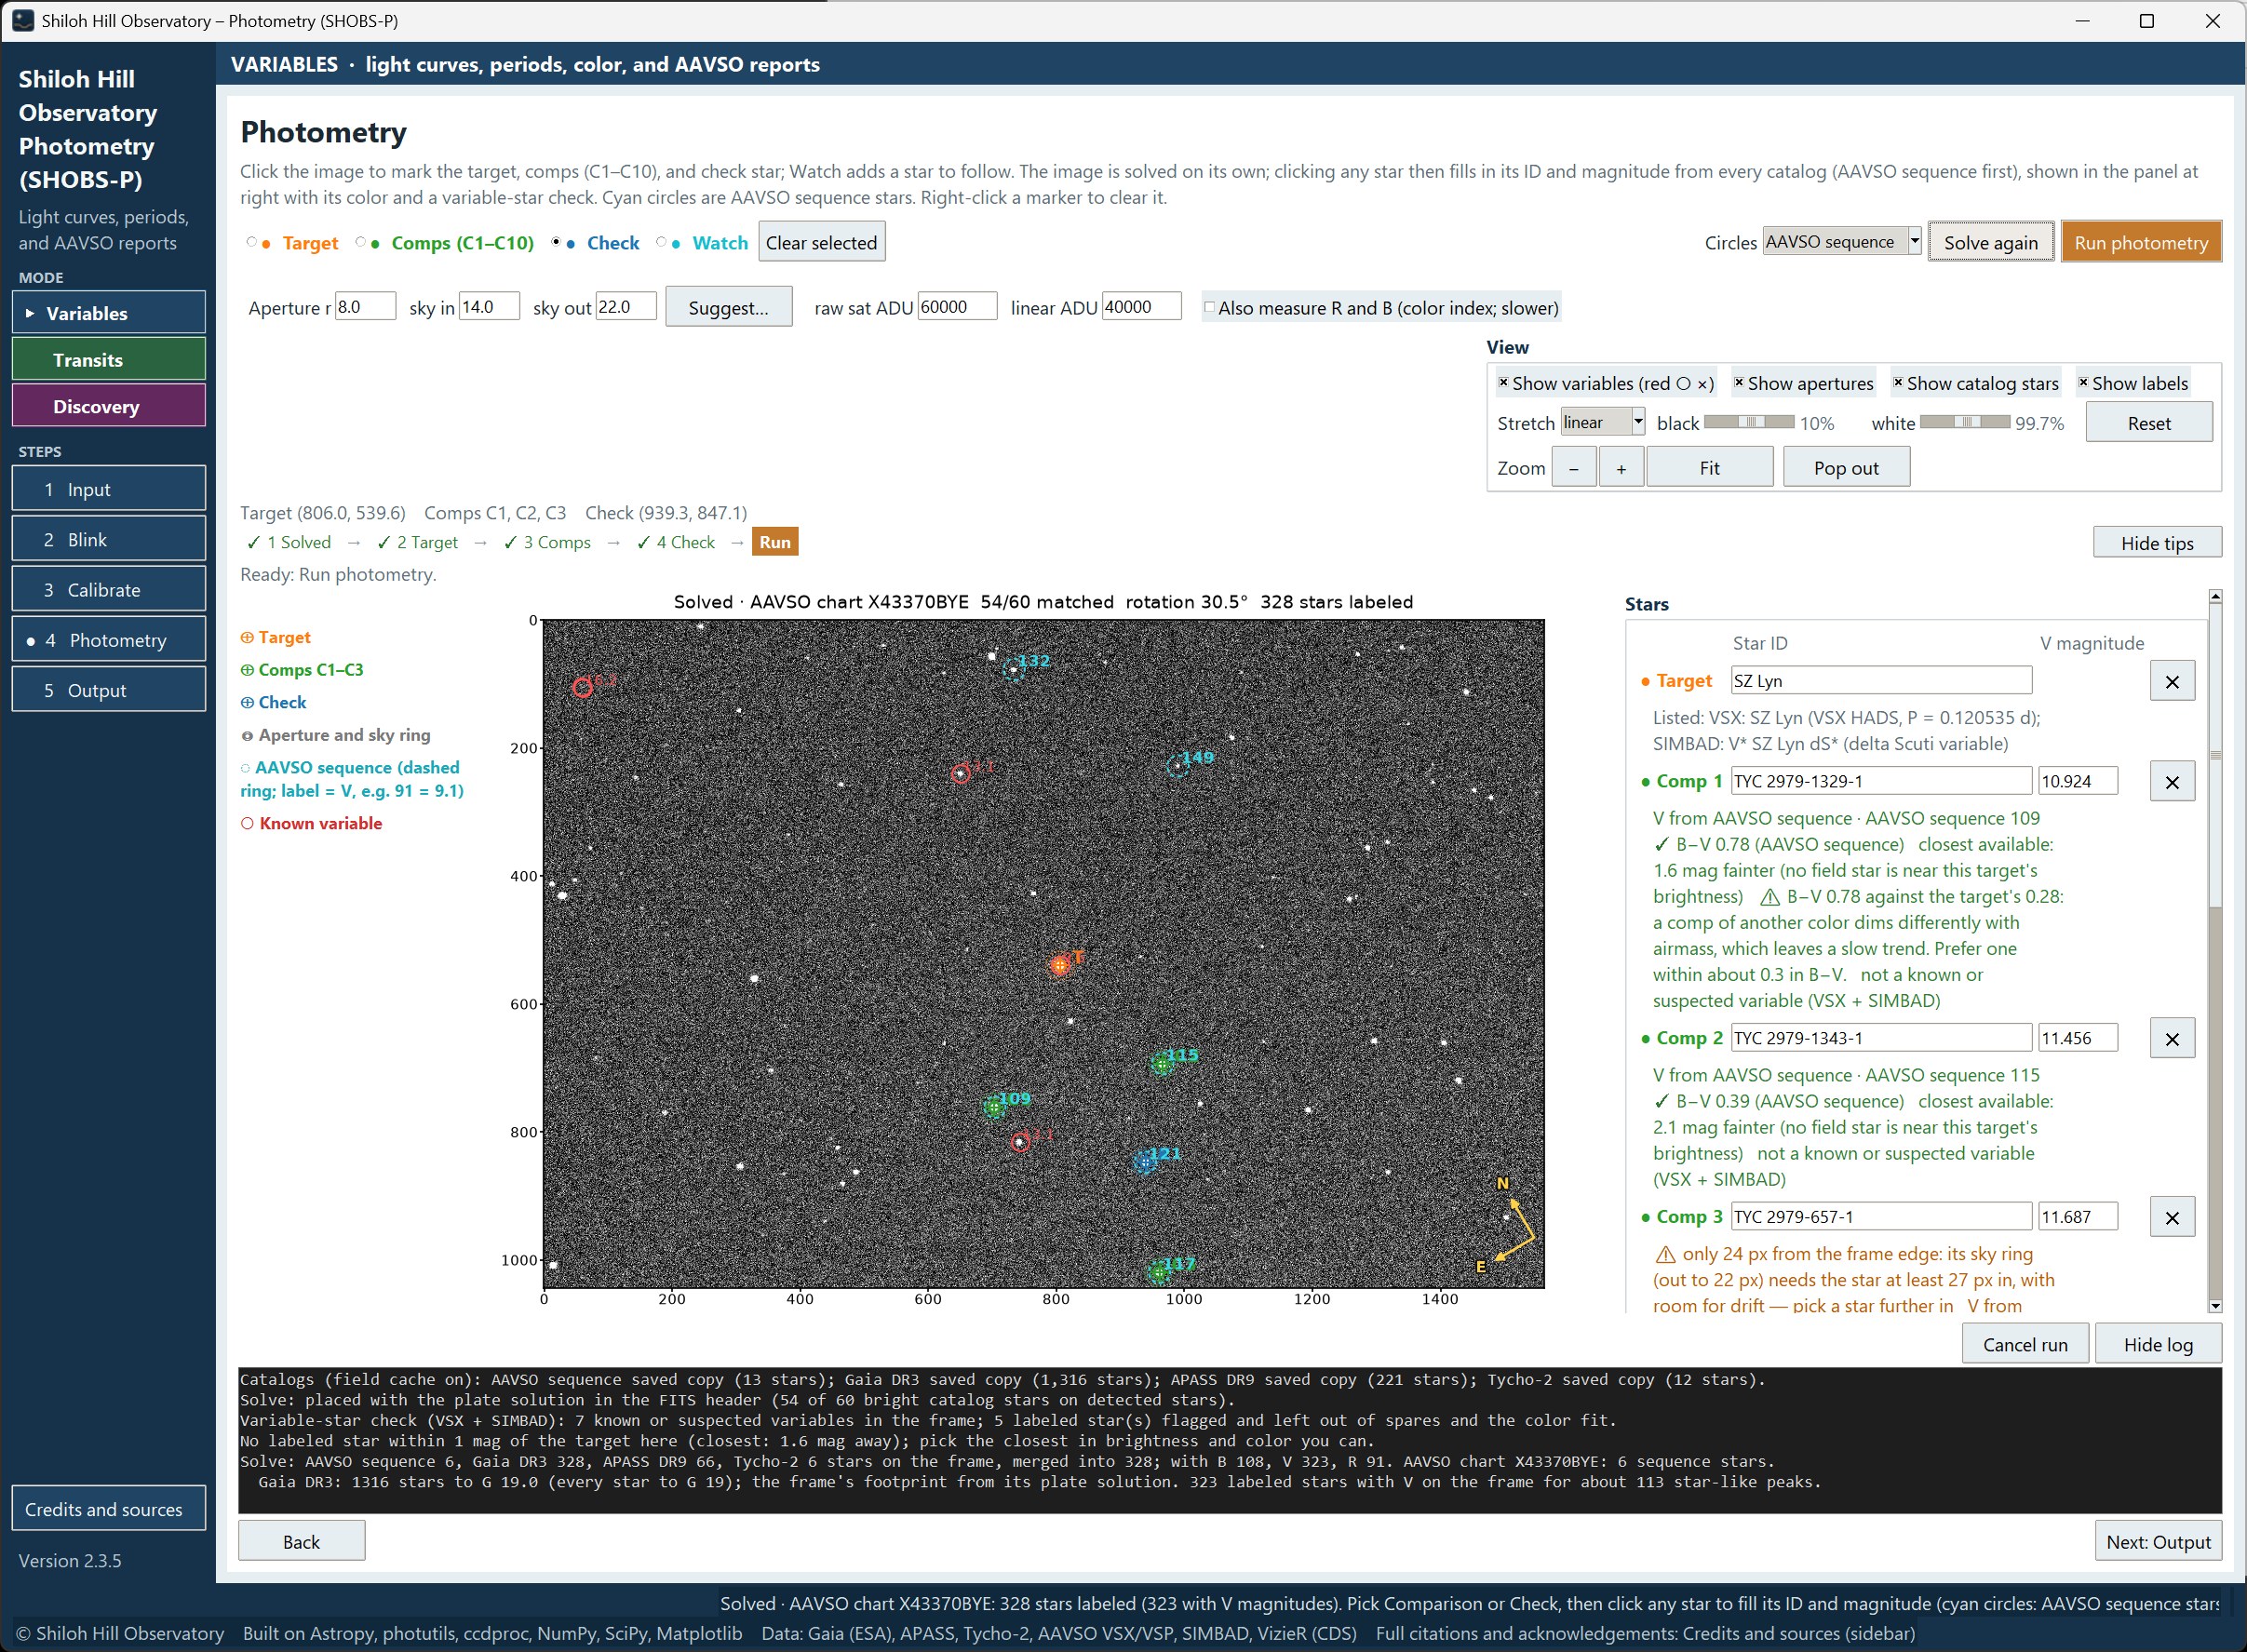 Shiloh Hill Observatory – Photometry (SHOBS-P)
Shiloh Hill
Observatory
Photometry
(SHOBS-P)
Light curves, periods,
and AAVSO reports
MODE
Variables
Transits
Discovery
STEPS
1 Input
2 Blink
3 Calibrate
4 Photometry
5 Output
Credits and sources
Version 2.3.5
VARIABLES · light curves, periods, color, and AAVSO reports
Photometry
Click the image to mark the target, comps (C1–C10), and check star; Watch adds a star to follow. The image is solved on its own; clicking any star then fills in its ID and magnitude from every catalog (AAVSO sequence first), shown in the panel at
right with its color and a variable-star check. Cyan circles are AAVSO sequence stars. Right-click a marker to clear it.
Target Comps (C1–C10) Check Watch Clear selected Circles AAVSO sequence Solve again Run photometry
Aperture r 8.0 sky in 14.0 sky out 22.0 Suggest... raw sat ADU 60000 linear ADU 40000 Also measure R and B (color index; slower)
View
Show variables (red ○ ×) Show apertures Show catalog stars Show labels
Stretch linear black 10% white 99.7% Reset
Zoom – + Fit Pop out
Target (806.0, 539.6) Comps C1, C2, C3 Check (939.3, 847.1)
✓ 1 Solved → ✓ 2 Target → ✓ 3 Comps → ✓ 4 Check → Run
Hide tips
Ready: Run photometry.
Target
Comps C1–C3
Check
Aperture and sky ring
AAVSO sequence (dashed
ring; label = V, e.g. 91 = 9.1)
Known variable
Solved · AAVSO chart X43370BYE 54/60 matched rotation 30.5° 328 stars labeled
0
200
400
600
800
1000
0 200 400 600 800 1000 1200 1400
132
149
T
115
109
121
117
N
E
Stars
Star ID V magnitude
Target SZ Lyn
Listed: VSX: SZ Lyn (VSX HADS, P = 0.120535 d);
SIMBAD: V* SZ Lyn dS* (delta Scuti variable)
Comp 1 TYC 2979-1329-1 10.924
V from AAVSO sequence · AAVSO sequence 109
✓ B−V 0.78 (AAVSO sequence) closest available:
1.6 mag fainter (no field star is near this target's
brightness) ⚠ B−V 0.78 against the target's 0.28:
a comp of another color dims differently with
airmass, which leaves a slow trend. Prefer one
within about 0.3 in B−V. not a known or
suspected variable (VSX + SIMBAD)
Comp 2 TYC 2979-1343-1 11.456
V from AAVSO sequence · AAVSO sequence 115
✓ B−V 0.39 (AAVSO sequence) closest available:
2.1 mag fainter (no field star is near this target's
brightness) not a known or suspected variable
(VSX + SIMBAD)
Comp 3 TYC 2979-657-1 11.687
⚠ only 24 px from the frame edge: its sky ring
(out to 22 px) needs the star at least 27 px in, with
room for drift — pick a star further in V from
Cancel run Hide log
Catalogs (field cache on): AAVSO sequence saved copy (13 stars); Gaia DR3 saved copy (1,316 stars); APASS DR9 saved copy (221 stars); Tycho-2 saved copy (12 stars).
Solve: placed with the plate solution in the FITS header (54 of 60 bright catalog stars on detected stars).
Variable-star check (VSX + SIMBAD): 7 known or suspected variables in the frame; 5 labeled star(s) flagged and left out of spares and the color fit.
No labeled star within 1 mag of the target here (closest: 1.6 mag away); pick the closest in brightness and color you can.
Solve: AAVSO sequence 6, Gaia DR3 328, APASS DR9 66, Tycho-2 6 stars on the frame, merged into 328; with B 108, V 323, R 91. AAVSO chart X43370BYE: 6 sequence stars.
Gaia DR3: 1316 stars to G 19.0 (every star to G 19); the frame's footprint from its plate solution. 323 labeled stars with V on the frame for about 113 star-like peaks.
Back Next: Output
Solved · AAVSO chart X43370BYE: 328 stars labeled (323 with V magnitudes). Pick Comparison or Check, then click any star to fill its ID and magnitude (cyan circles: AAVSO sequence stars
© Shiloh Hill Observatory Built on Astropy, photutils, ccdproc, NumPy, SciPy, Matplotlib Data: Gaia (ESA), APASS, Tycho-2, AAVSO VSX/VSP, SIMBAD, VizieR (CDS) Full citations and acknowledgements: Credits and sources (sidebar)